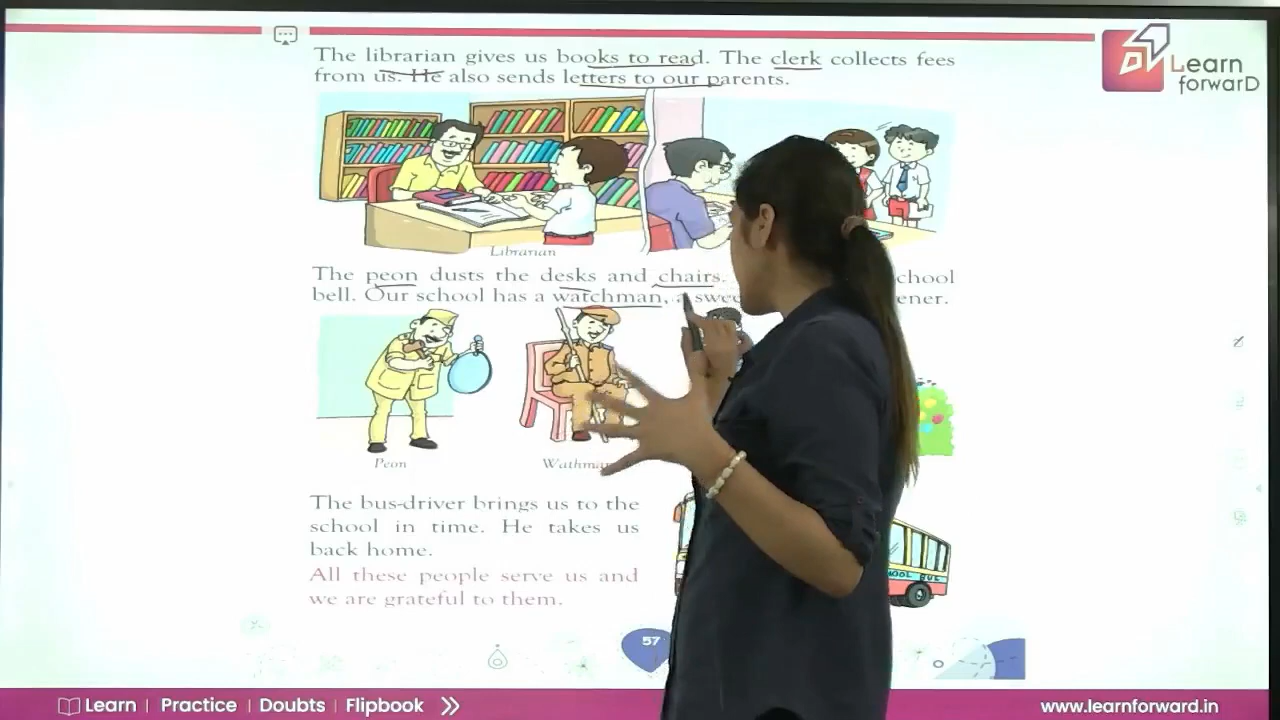 The librarian gives us books to read. The clerk collects fees
from us. He also sends letters to our parents.
Learn
forwarD
Librarian
The peon dusts the desks and chairs.
bell. Our school has a watchman, a
Peon
The bus-driver brings us to the
school in time. He takes us
back home.
All these people serve us and
we are grateful to them.
BUS
57
Learn | Practice | Doubts | Flipbook
www.learnforward.in